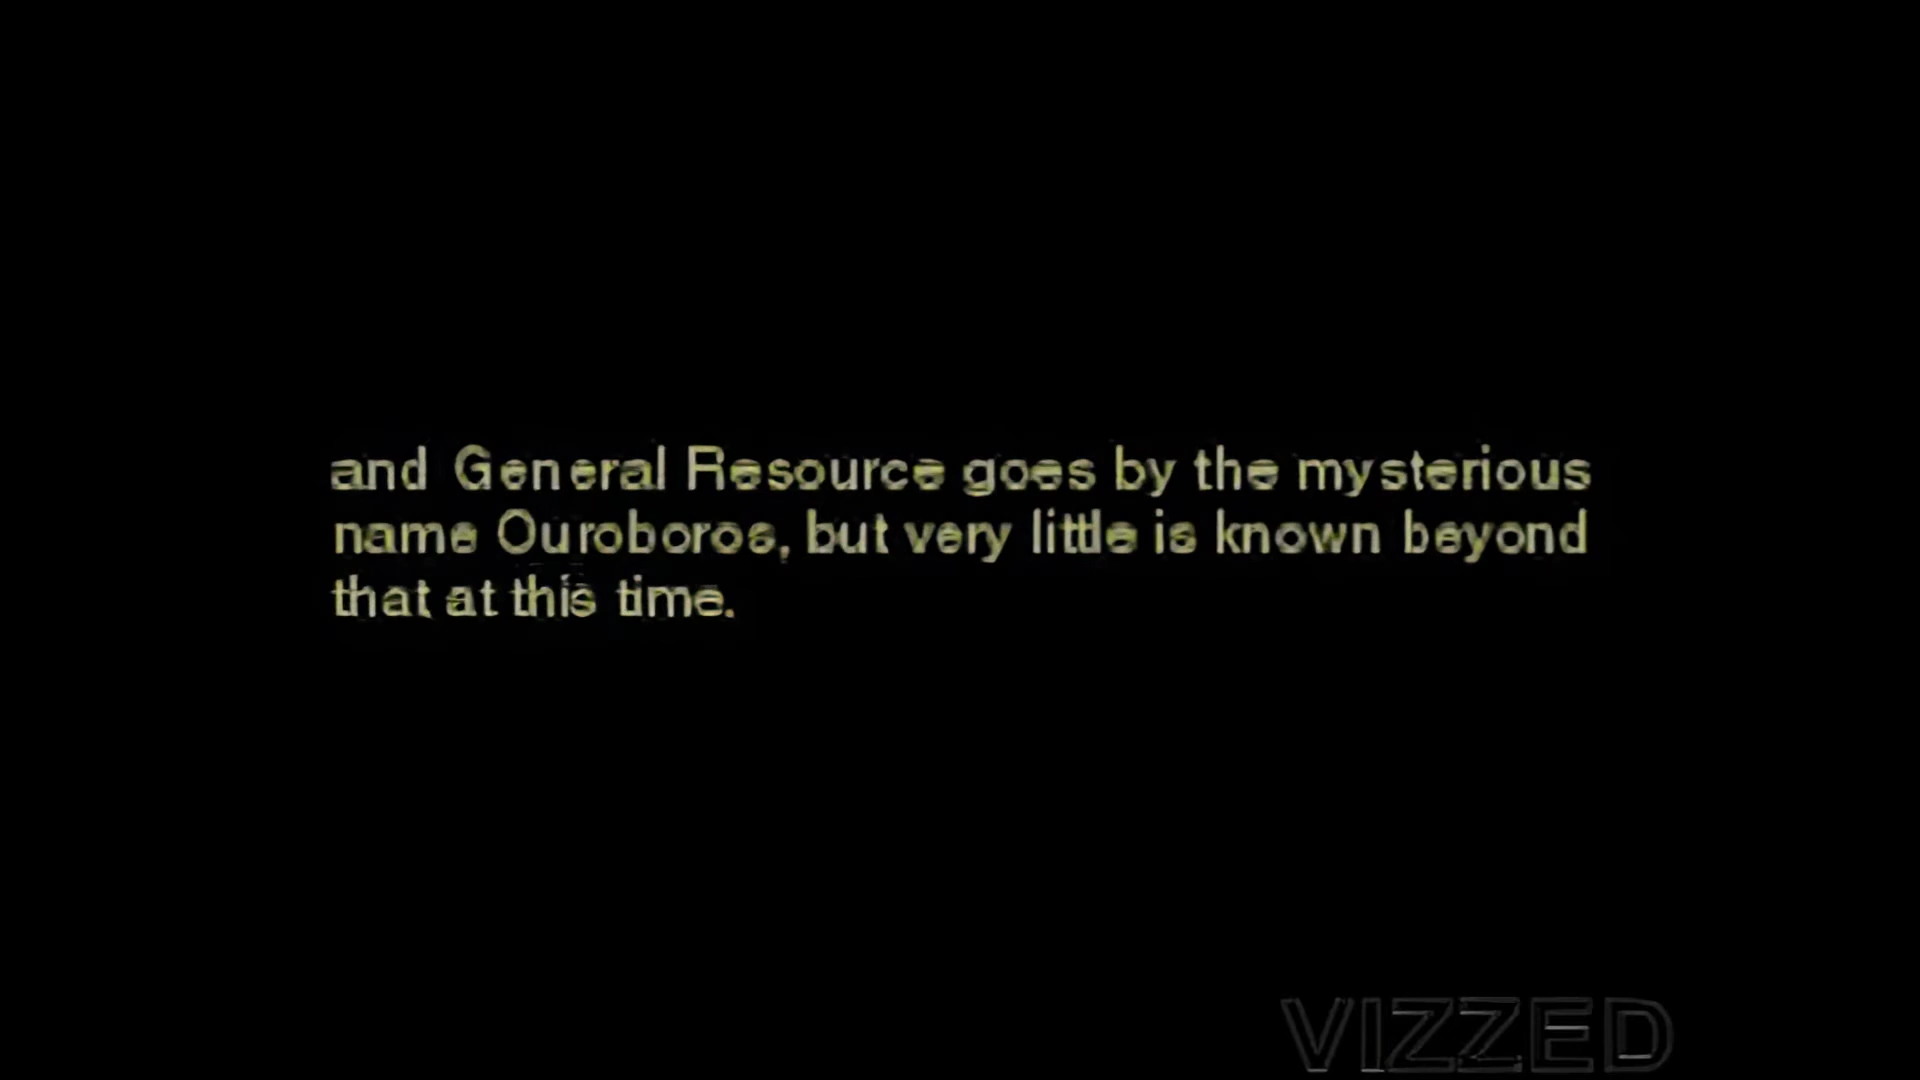 and General Resource goes by the mysterious
name Ouroboros, but very little is known beyond
that at this time.
VIZZED